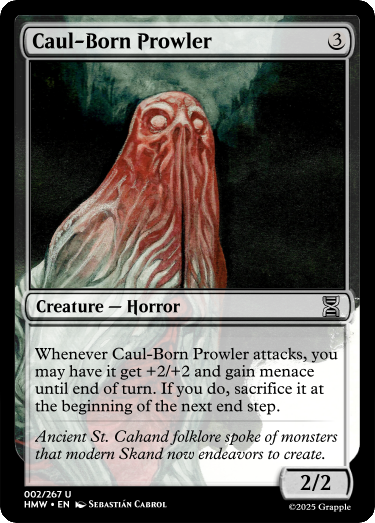 Caul-Born Prowler 3
Creature — Horror
Whenever Caul-Born Prowler attacks, you
may have it get +2/+2 and gain menace
until end of turn. If you do, sacrifice it at
the beginning of the next end step.
Ancient St. Cahand folklore spoke of monsters
that modern Skand now endeavors to create.
2/2
002/267 U
HMW • EN Sebastián Cabrol
©2025 Grapple